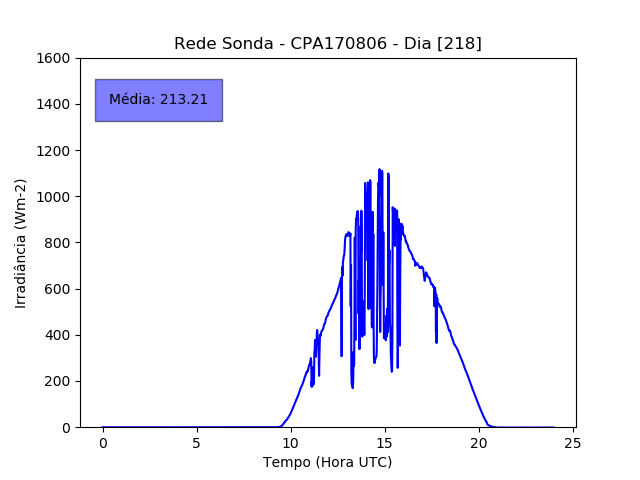 Rede Sonda - CPA170806 - Dia [218]
Média: 213.21
Irradiância (Wm-2)
1600
1400
1200
1000
800
600
400
200
0
0 5 10 15 20 25
Tempo (Hora UTC)